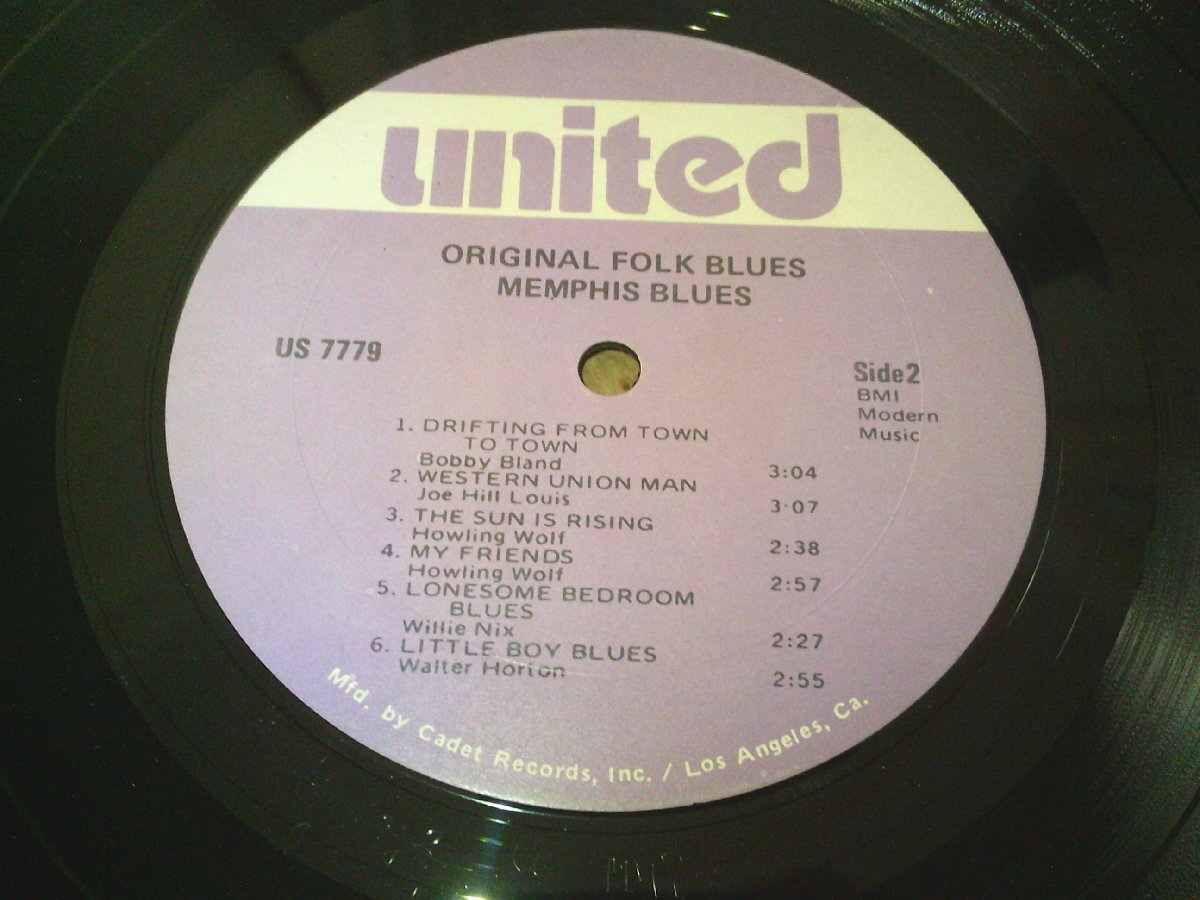 united
ORIGINAL FOLK BLUES
MEMPHIS BLUES
US 7779
Side2
BMI
Modern
Music
1. DRIFTING FROM TOWN
TO TOWN
Bobby Bland 3:04
2. WESTERN UNION MAN
Joe Hill Louis 3:07
3. THE SUN IS RISING
Howling Wolf 2:38
4. MY FRIENDS
Howling Wolf 2:57
5. LONESOME BEDROOM
BLUES
Willie Nix 2:27
6. LITTLE BOY BLUES
Walter Horton 2:55
Mfd. by Cadet Records, Inc. / Los Angeles, Ca.